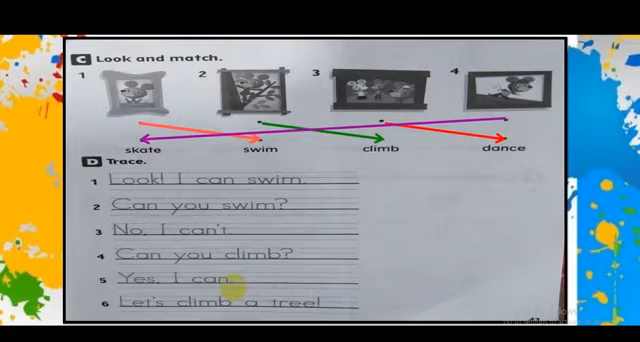 C Look and match.
1 2 3 4
skate swim climb dance
D Trace.
1 Look! I can swim.
2 Can you swim?
3 No, I can't.
4 Can you climb?
5 Yes, I can.
6 Let's climb a tree!